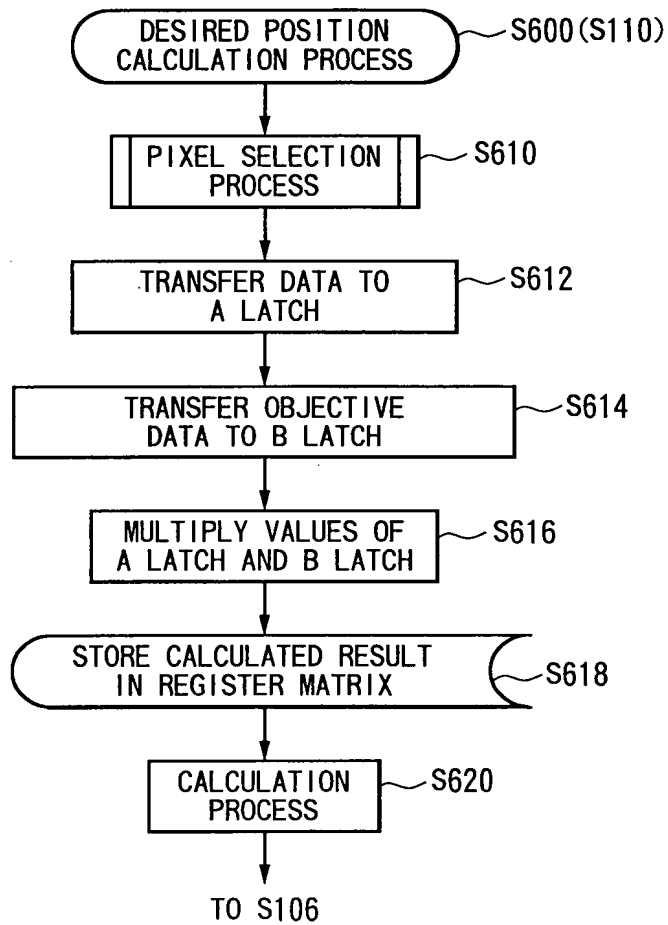 DESIRED POSITION
CALCULATION PROCESS
S600(S110)
PIXEL SELECTION
PROCESS
S610
TRANSFER DATA TO
A LATCH
S612
TRANSFER OBJECTIVE
DATA TO B LATCH
S614
MULTIPLY VALUES OF
A LATCH AND B LATCH
S616
STORE CALCULATED RESULT
IN REGISTER MATRIX
S618
CALCULATION
PROCESS
S620
TO S106